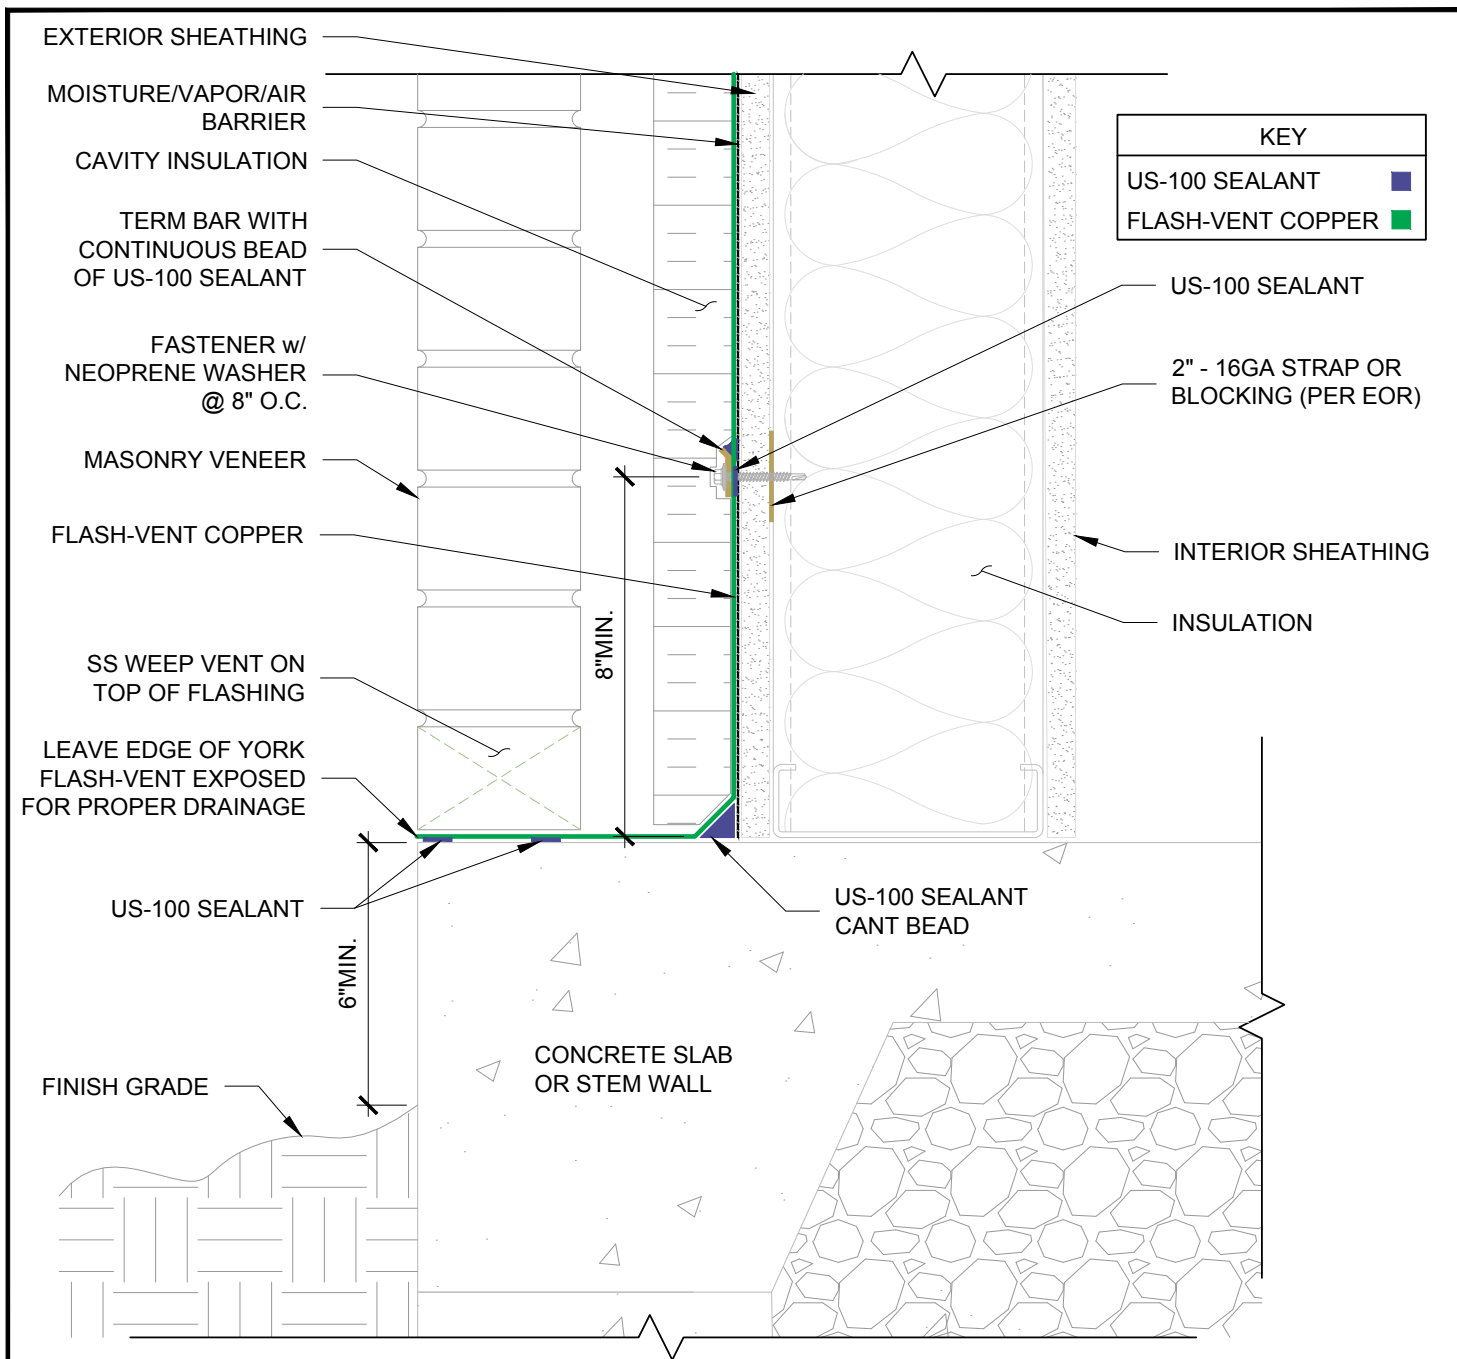 EXTERIOR SHEATHING
MOISTURE/VAPOR/AIR
BARRIER
CAVITY INSULATION
TERM BAR WITH
CONTINUOUS BEAD
OF US-100 SEALANT
FASTENER w/
NEOPRENE WASHER
@ 8" O.C.
MASONRY VENEER
FLASH-VENT COPPER
SS WEEP VENT ON
TOP OF FLASHING
LEAVE EDGE OF YORK
FLASH-VENT EXPOSED
FOR PROPER DRAINAGE
US-100 SEALANT
6"MIN.
FINISH GRADE
8"MIN.
KEY
US-100 SEALANT
FLASH-VENT COPPER
US-100 SEALANT
2" - 16GA STRAP OR
BLOCKING (PER EOR)
INTERIOR SHEATHING
INSULATION
US-100 SEALANT
CANT BEAD
CONCRETE SLAB
OR STEM WALL